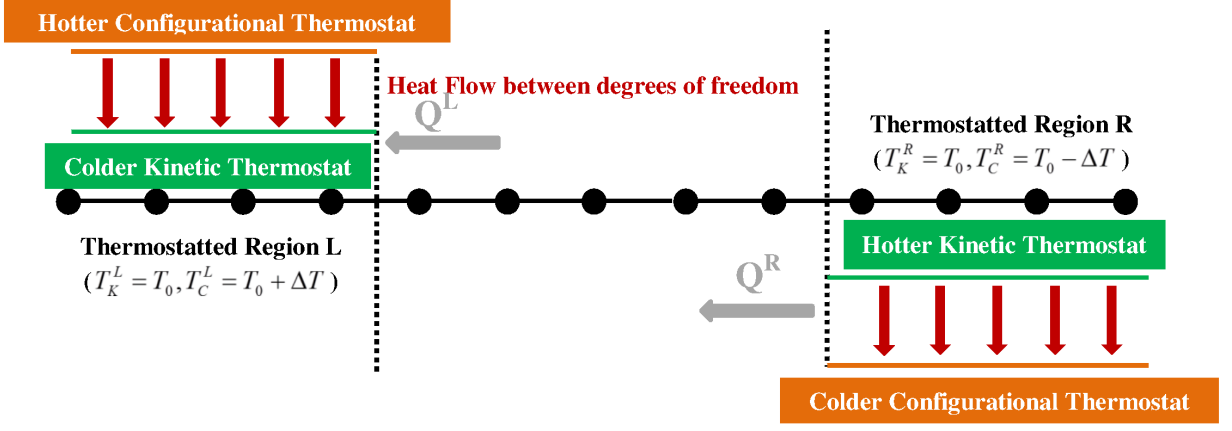 Hotter Configurational Thermostat
Heat Flow between degrees of freedom
Q^L
Colder Kinetic Thermostat
Thermostatted Region R
(T_K^R = T_0, T_C^R = T_0 − ΔT )
Thermostatted Region L
(T_K^L = T_0, T_C^L = T_0 + ΔT )
Hotter Kinetic Thermostat
Q^R
Colder Configurational Thermostat